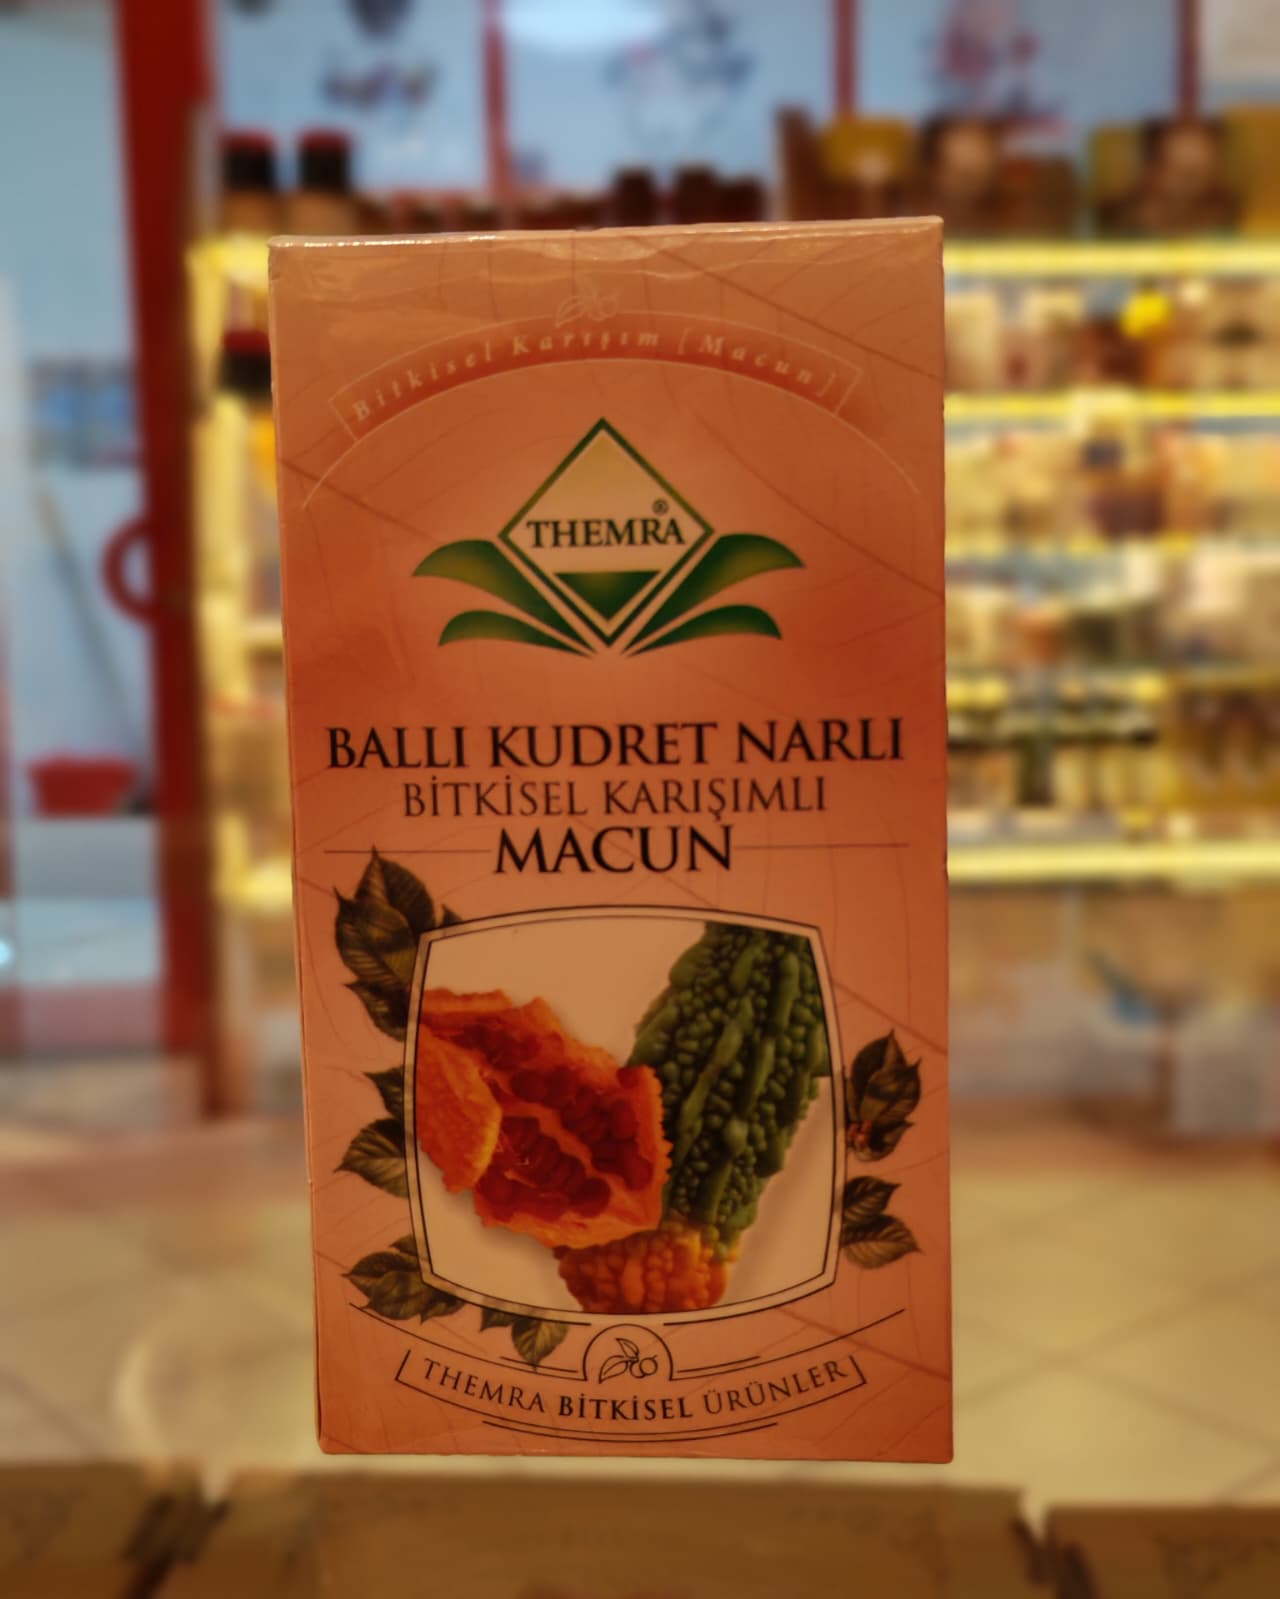 Bitkisel Karışım [Macun]
THEMRA®
BALLI KUDRET NARLI
BİTKİSEL KARIŞIMLI
MACUN
THEMRA BİTKİSEL ÜRÜNLER